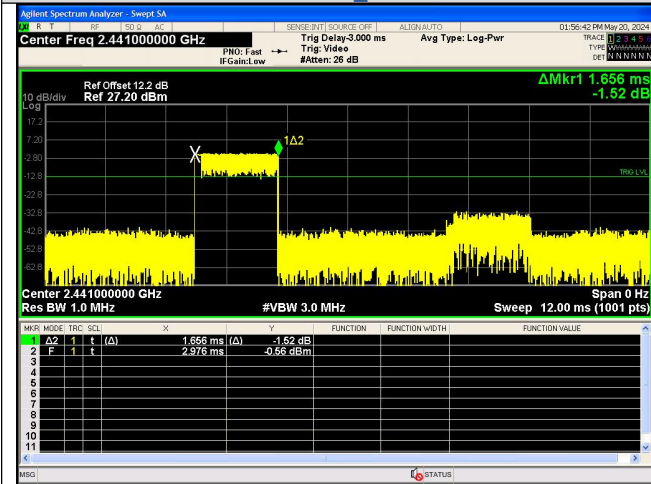 Agilent Spectrum Analyzer - Swept SA
R T RF 50 Ω AC SENSE:INT SOURCE OFF ALIGN AUTO 01:56:42 PM May 20, 2024
Center Freq 2.441000000 GHz Trig Delay-3.000 ms Avg Type: Log-Pwr TRACE 1 2 3 4 5
PNO: Fast Trig: Video TYPE
IFGain:Low #Atten: 26 dB DET N N N N N
ΔMkr1 1.656 ms
Ref Offset 12.2 dB
10 dB/div Ref 27.20 dBm -1.52 dB
Log
17.2
7.20
1Δ2
-2.80
-12.8 TRIG LVL
-22.8
-32.8
-42.8
-52.8
-62.8
Center 2.441000000 GHz Span 0 Hz
Res BW 1.0 MHz #VBW 3.0 MHz Sweep 12.00 ms (1001 pts)
MKR MODE TRC SCL X Y FUNCTION FUNCTION WIDTH FUNCTION VALUE
1 Δ2 1 t (Δ) 1.656 ms (Δ) -1.52 dB
2 F 1 t 2.976 ms -0.56 dBm
3
4
5
6
7
8
9
10
11
MSG STATUS